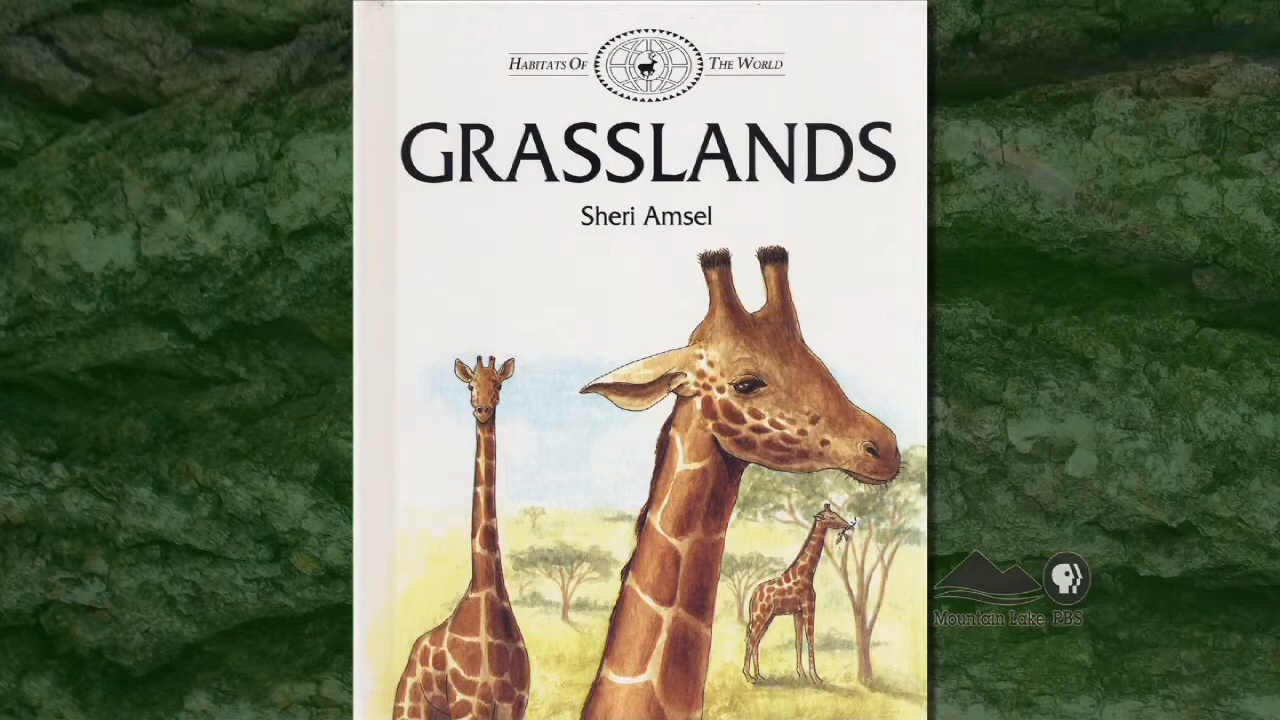 HABITATS OF THE WORLD
GRASSLANDS
Sheri Amsel
Mountain Lake PBS